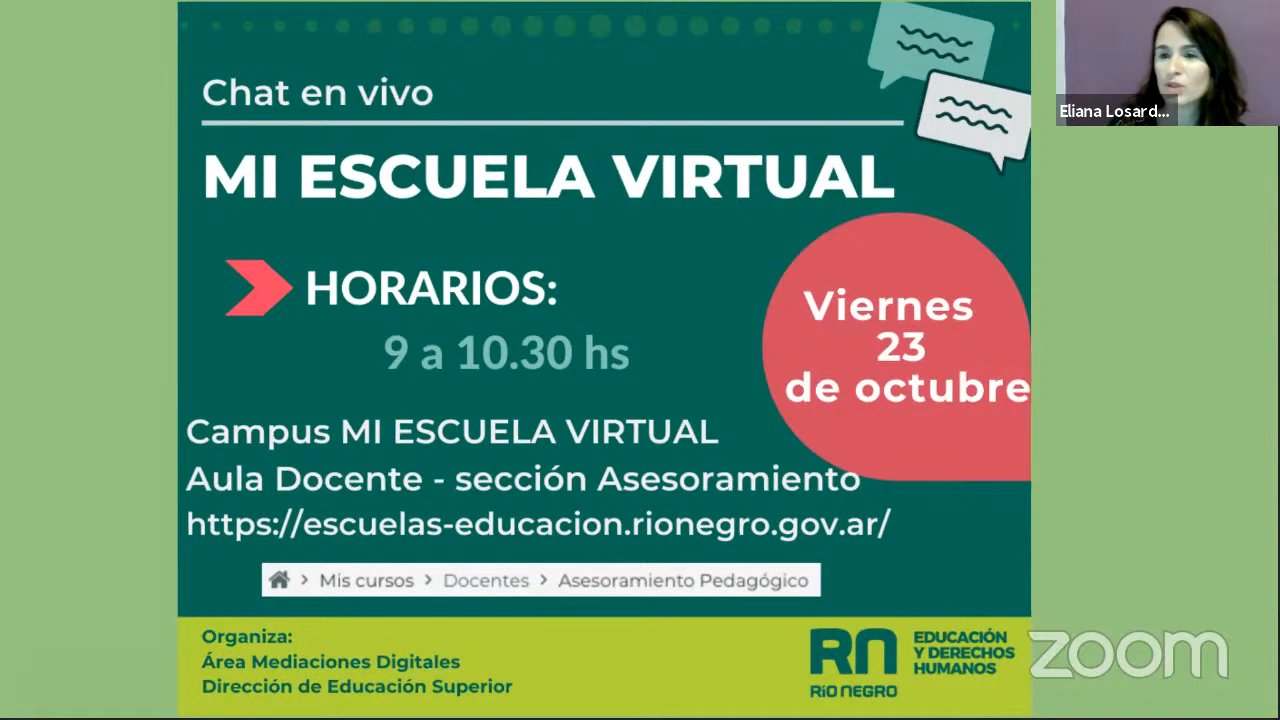 Chat en vivo
MI ESCUELA VIRTUAL
HORARIOS:
9 a 10.30 hs
Viernes
23
de octubre
Campus MI ESCUELA VIRTUAL
Aula Docente - sección Asesoramiento
https://escuelas-educacion.rionegro.gov.ar/
Mis cursos > Docentes > Asesoramiento Pedagógico
Organiza:
Área Mediaciones Digitales
Dirección de Educación Superior
RN
RÍO NEGRO
EDUCACIÓN
Y DERECHOS
HUMANOS
zoom
Eliana Losard...